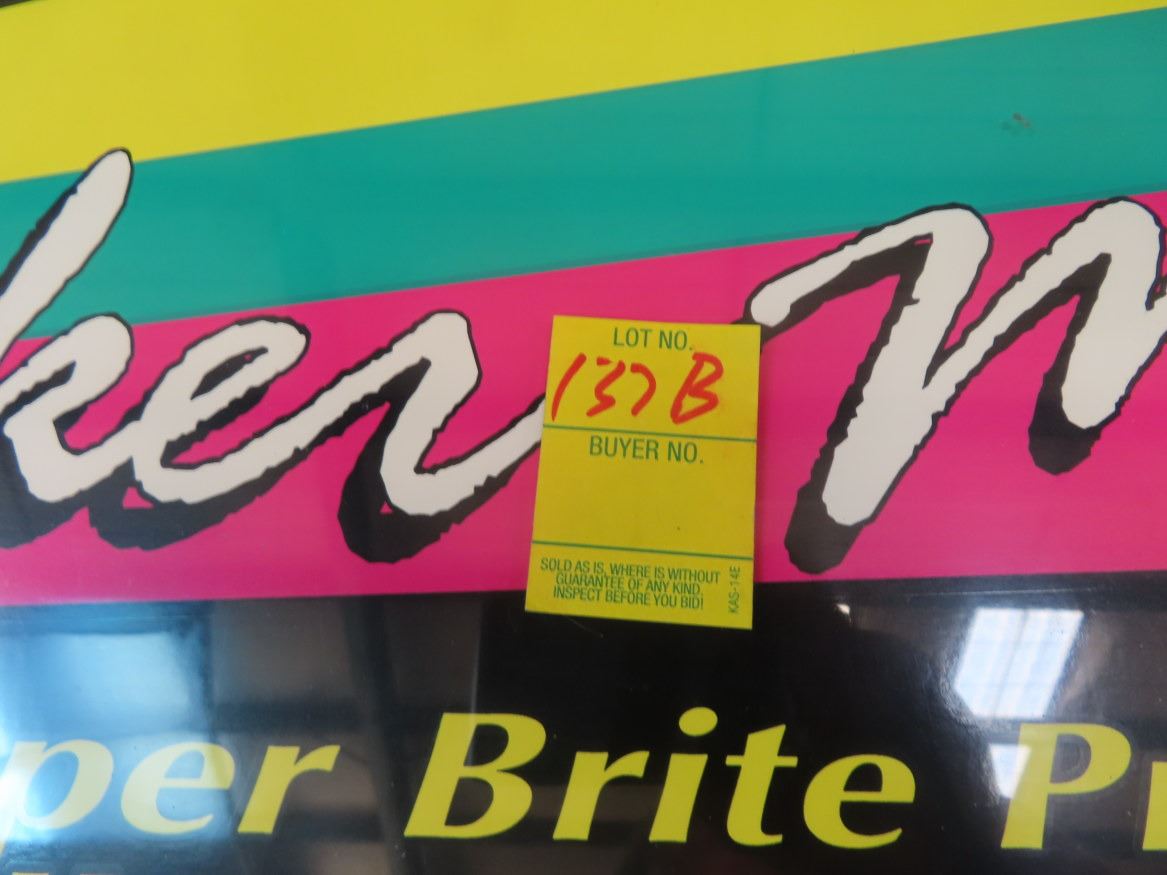 ker M
LOT NO.
137B
BUYER NO.
SOLD AS IS, WHERE IS WITHOUT
GUARANTEE OF ANY KIND.
INSPECT BEFORE YOU BID!
KAS-14E
per Brite Pr